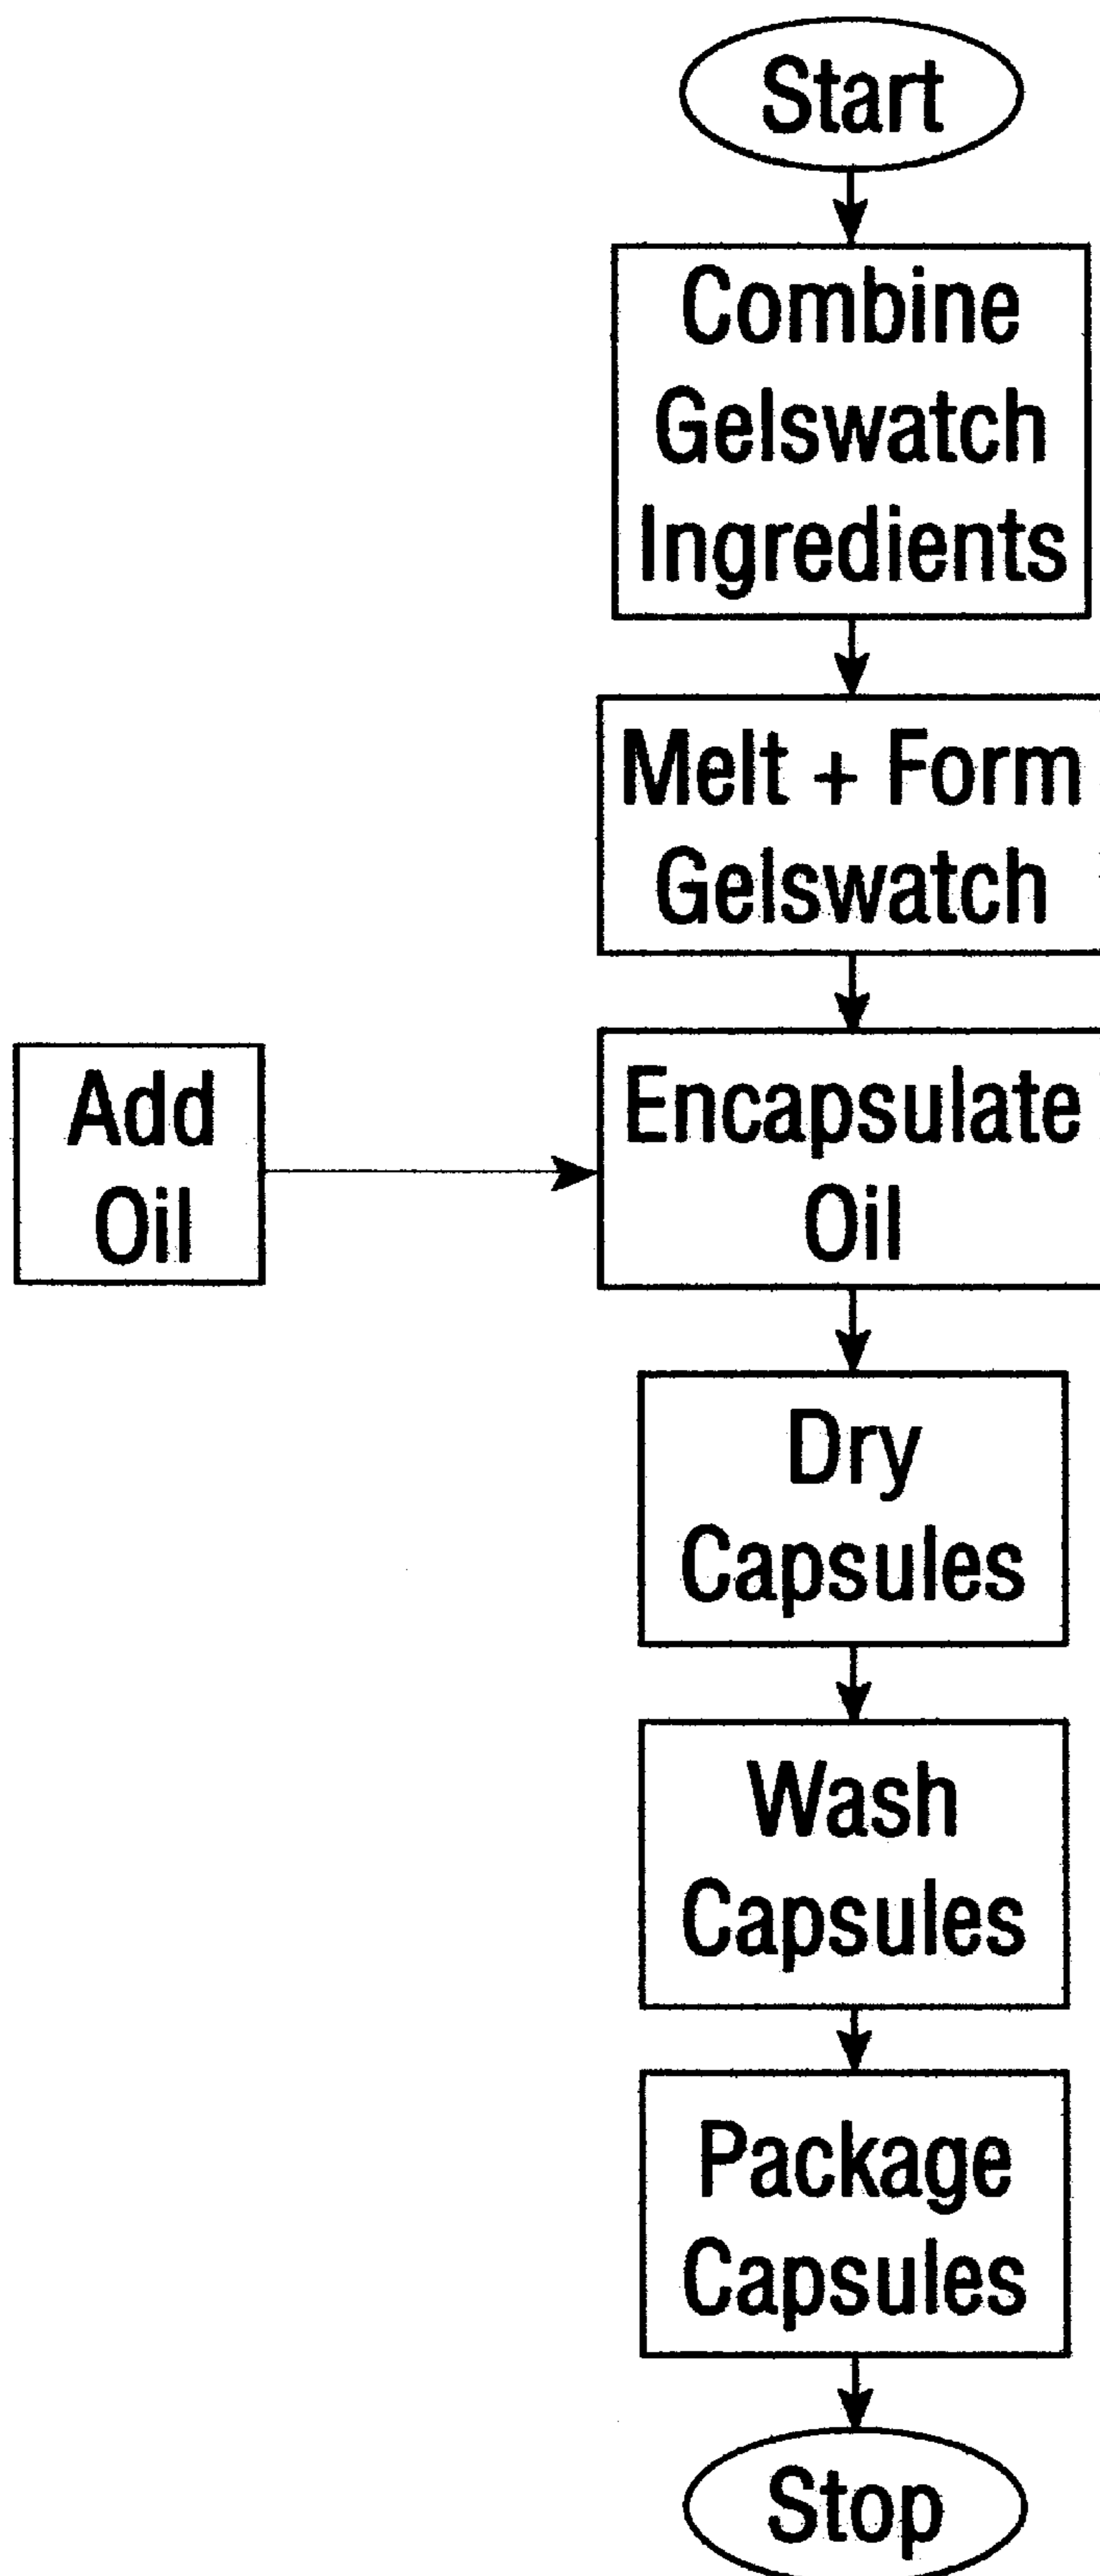 Start
Combine
Gelswatch
Ingredients
Melt + Form
Gelswatch
Add
Oil
Encapsulate
Oil
Dry
Capsules
Wash
Capsules
Package
Capsules
Stop